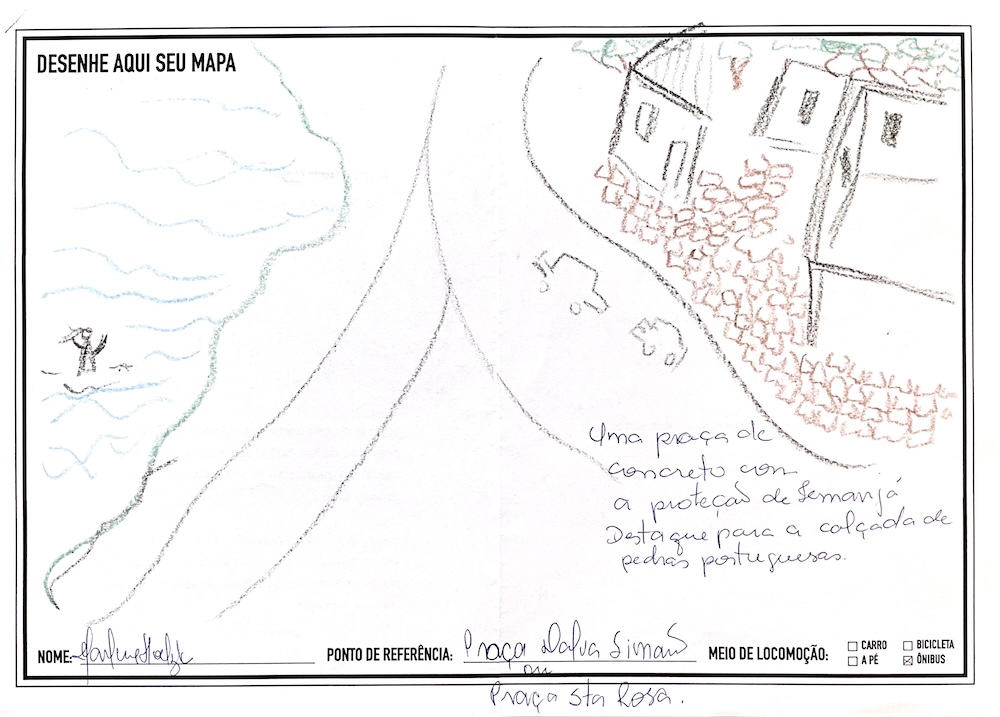 DESENHE AQUI SEU MAPA
Uma praça de
concreto com
a proteção de Iemanjá
Destaque para a calçada de
pedras portuguesas.
NOME:
PONTO DE REFERÊNCIA: Praça Dalva Simão
ou
Praça Sta Rosa.
MEIO DE LOCOMOÇÃO:
CARRO BICICLETA
A PÉ ÔNIBUS